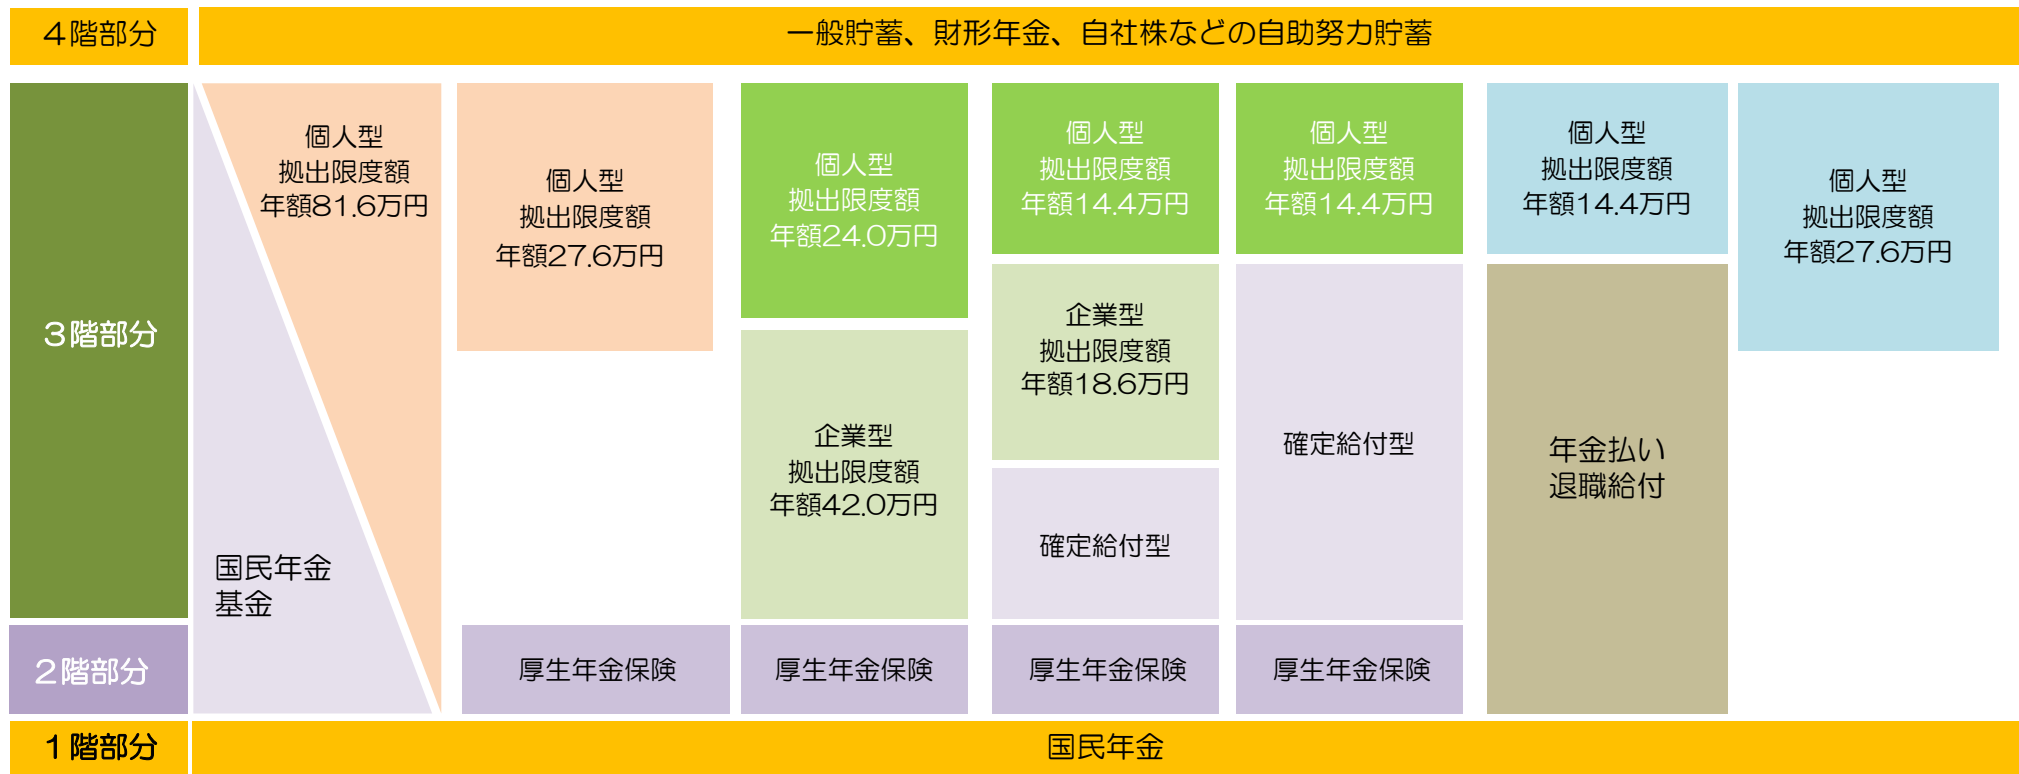 ４階部分
一般貯蓄、財形年金、自社株などの自助努力貯蓄
３階部分
個人型
拠出限度額
年額81.6万円
国民年金
基金
個人型
拠出限度額
年額27.6万円
個人型
拠出限度額
年額24.0万円
企業型
拠出限度額
年額42.0万円
個人型
拠出限度額
年額14.4万円
企業型
拠出限度額
年額18.6万円
確定給付型
個人型
拠出限度額
年額14.4万円
確定給付型
個人型
拠出限度額
年額14.4万円
年金払い
退職給付
個人型
拠出限度額
年額27.6万円
２階部分
厚生年金保険
厚生年金保険
厚生年金保険
厚生年金保険
１階部分
国民年金